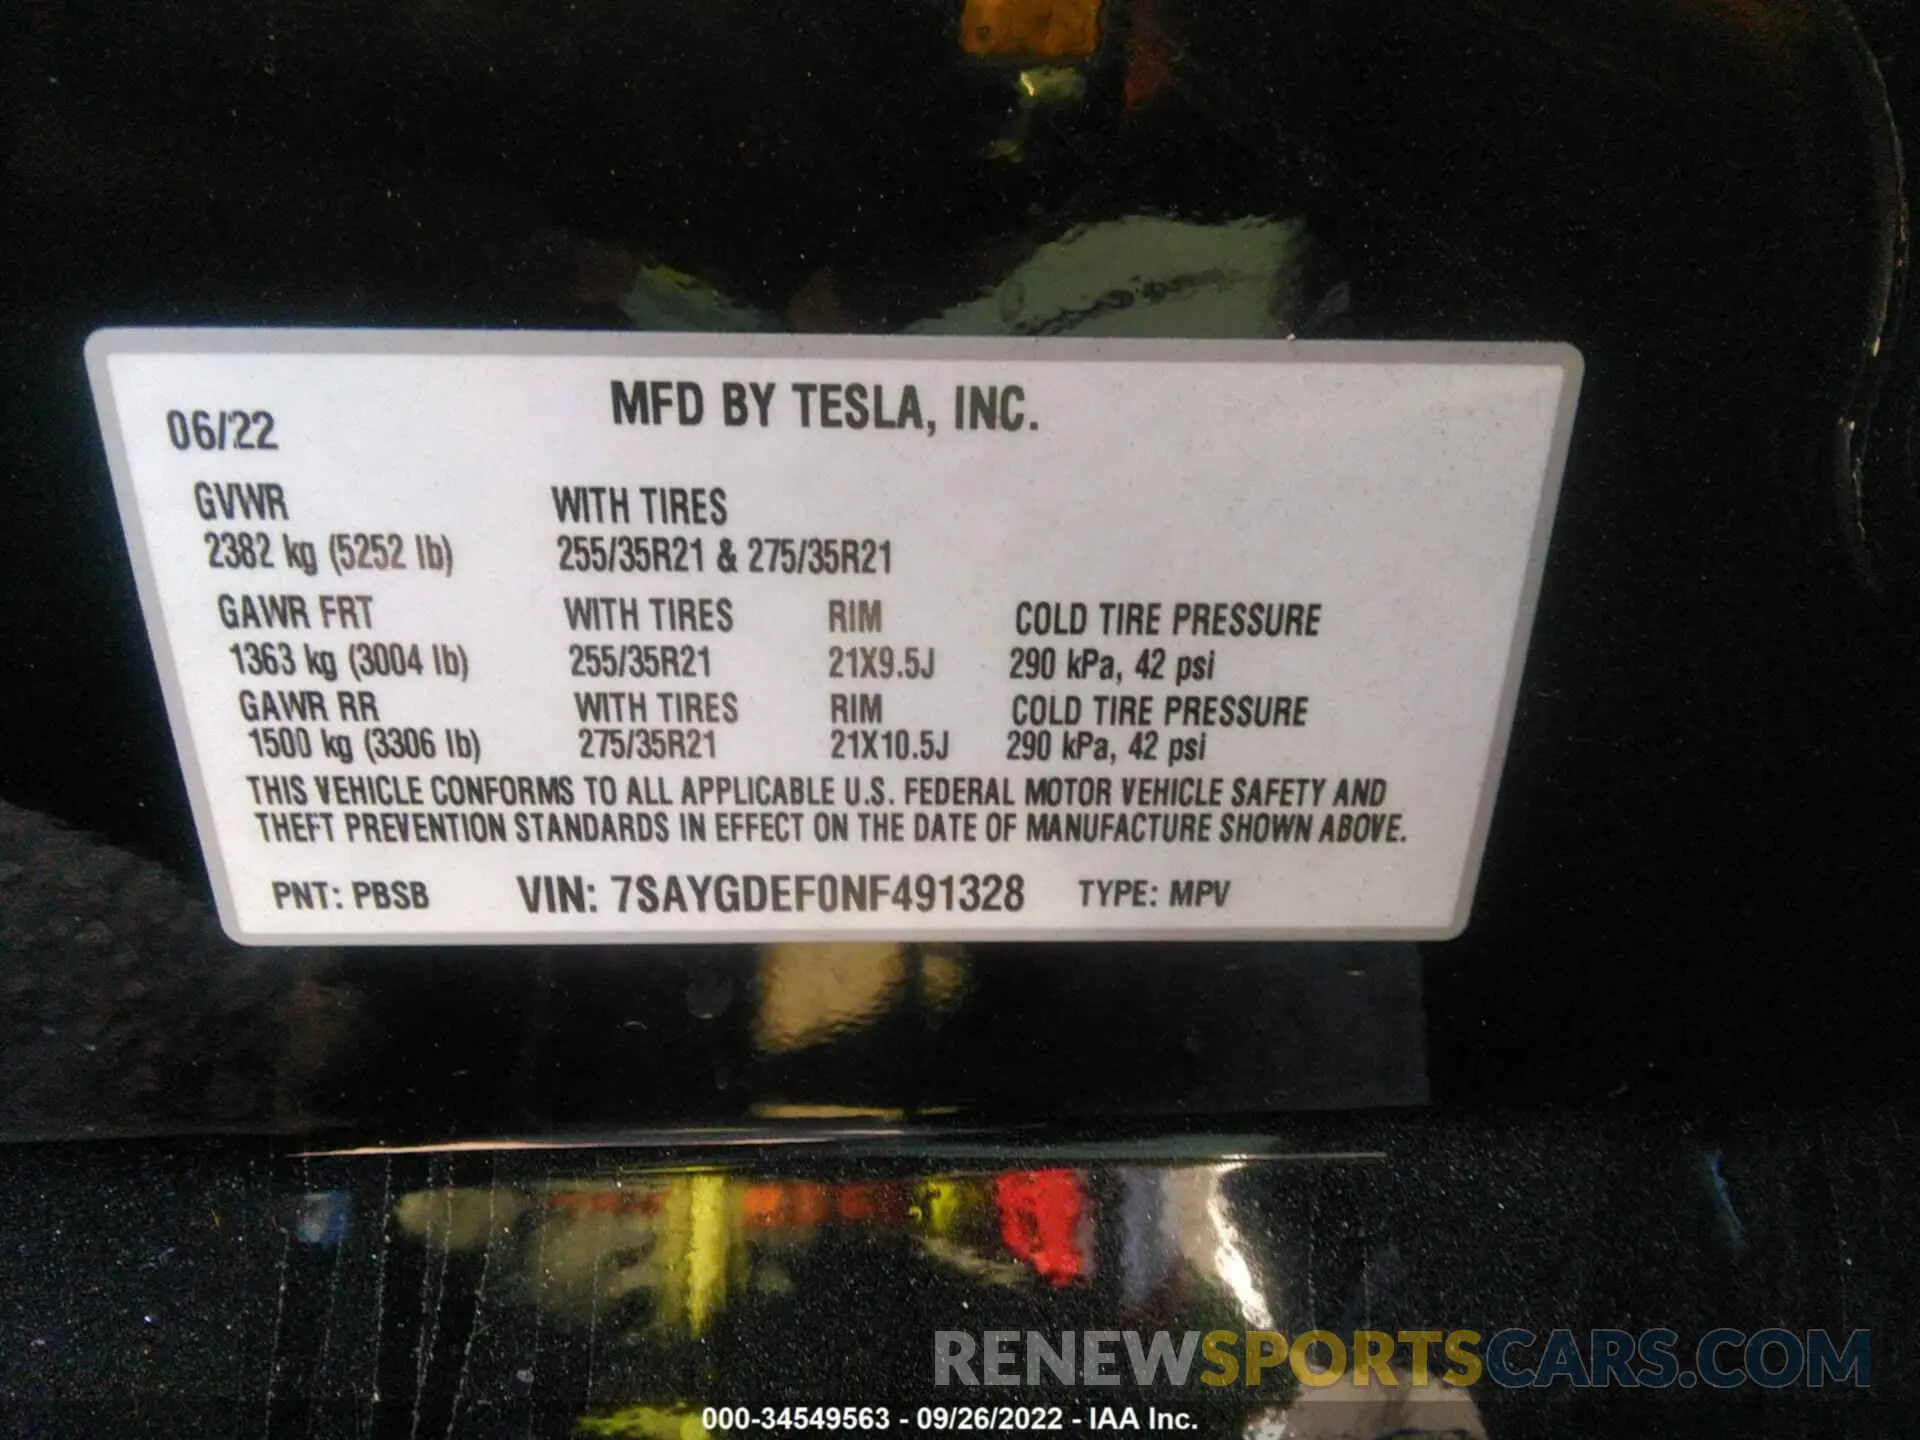 06/22 MFD BY TESLA, INC.
GVWR WITH TIRES
2382 kg (5252 lb) 255/35R21 & 275/35R21
GAWR FRT WITH TIRES RIM COLD TIRE PRESSURE
1363 kg (3004 lb) 255/35R21 21X9.5J 290 kPa, 42 psi
GAWR RR WITH TIRES RIM COLD TIRE PRESSURE
1500 kg (3306 lb) 275/35R21 21X10.5J 290 kPa, 42 psi
THIS VEHICLE CONFORMS TO ALL APPLICABLE U.S. FEDERAL MOTOR VEHICLE SAFETY AND
THEFT PREVENTION STANDARDS IN EFFECT ON THE DATE OF MANUFACTURE SHOWN ABOVE.
PNT: PBSB VIN: 7SAYGDEF0NF491328 TYPE: MPV
RENEWSPORTSCARS.COM
000-34549563 - 09/26/2022 - IAA Inc.